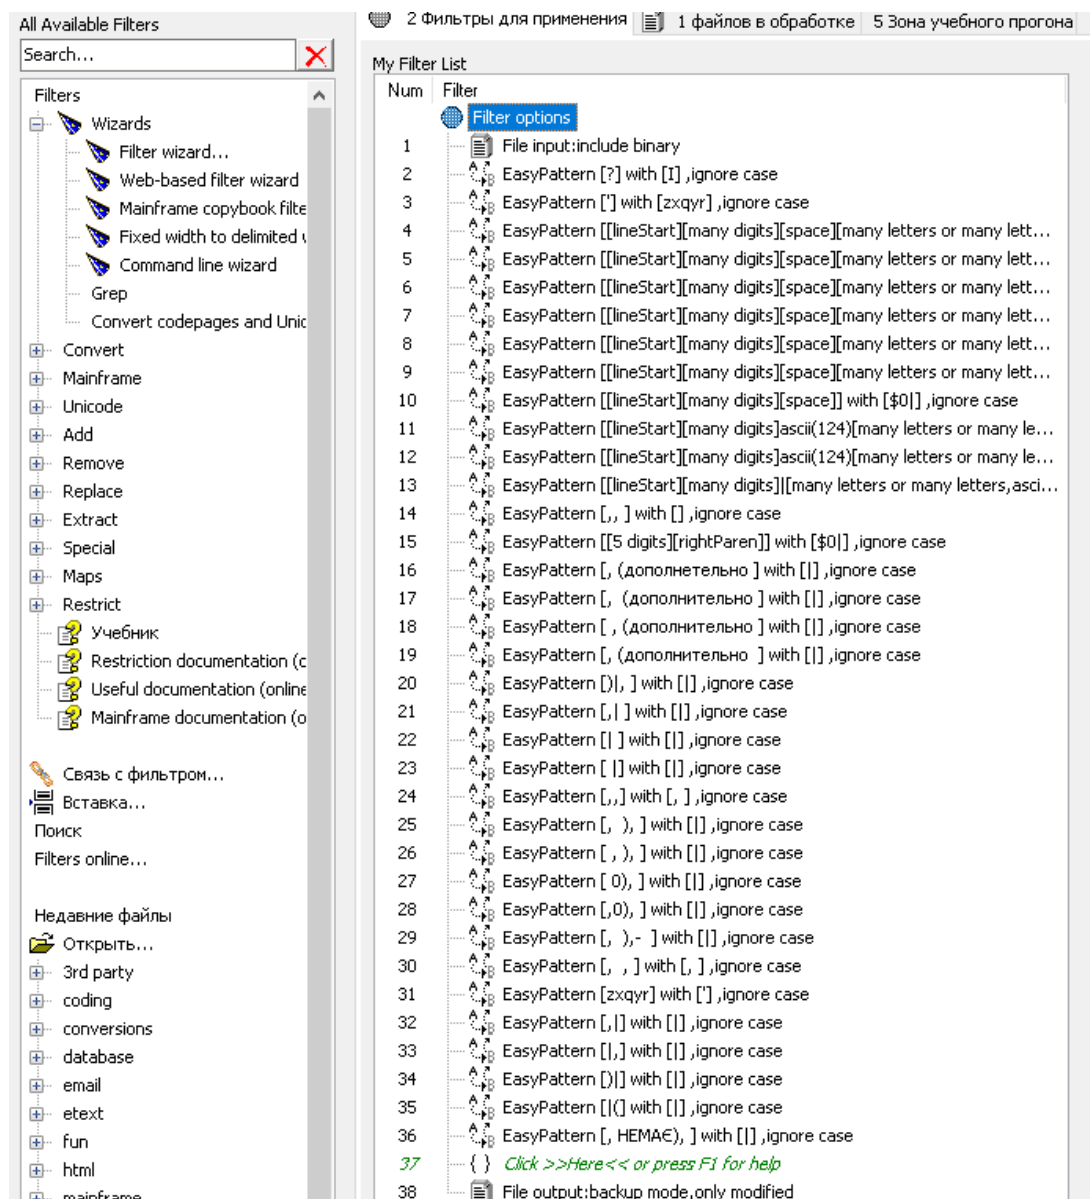 All Available Filters
Search...
Filters
Wizards
Filter wizard...
Web-based filter wizard
Mainframe copybook filte
Fixed width to delimited
Command line wizard
Grep
Convert codepages and Unic
Convert
Mainframe
Unicode
Add
Remove
Replace
Extract
Special
Maps
Restrict
Учебник
Restriction documentation (c
Useful documentation (online
Mainframe documentation (o
Связь с фильтром...
Вставка...
Поиск
Filters online...
Недавние файлы
Открыть...
3rd party
coding
conversions
database
email
etext
fun
html
mainframe
2 Фильтры для применения
1 файлов в обработке
5 Зона учебного прогона
My Filter List
Num Filter
Filter options
1 File input:include binary
2 EasyPattern [?] with [I] ,ignore case
3 EasyPattern ['] with [zxqyr] ,ignore case
4 EasyPattern [[lineStart][many digits][space][many letters or many lett...
5 EasyPattern [[lineStart][many digits][space][many letters or many lett...
6 EasyPattern [[lineStart][many digits][space][many letters or many lett...
7 EasyPattern [[lineStart][many digits][space][many letters or many lett...
8 EasyPattern [[lineStart][many digits][space][many letters or many lett...
9 EasyPattern [[lineStart][many digits][space][many letters or many lett...
10 EasyPattern [[lineStart][many digits][space]] with [$0|] ,ignore case
11 EasyPattern [[lineStart][many digits]ascii(124)[many letters or many le...
12 EasyPattern [[lineStart][many digits]ascii(124)[many letters or many le...
13 EasyPattern [[lineStart][many digits]|[many letters or many letters,asci...
14 EasyPattern [,, ] with [] ,ignore case
15 EasyPattern [[5 digits][rightParen]] with [$0|] ,ignore case
16 EasyPattern [, (дополнетельно ] with [|] ,ignore case
17 EasyPattern [,  (дополнительно ] with [|] ,ignore case
18 EasyPattern [ , (дополнительно ] with [|] ,ignore case
19 EasyPattern [, (дополнительно  ] with [|] ,ignore case
20 EasyPattern [)|, ] with [|] ,ignore case
21 EasyPattern [,| ] with [|] ,ignore case
22 EasyPattern [| ] with [|] ,ignore case
23 EasyPattern [ |] with [|] ,ignore case
24 EasyPattern [,,] with [, ] ,ignore case
25 EasyPattern [,  ), ] with [|] ,ignore case
26 EasyPattern [ , ), ] with [|] ,ignore case
27 EasyPattern [ 0), ] with [|] ,ignore case
28 EasyPattern [,0), ] with [|] ,ignore case
29 EasyPattern [,  ),-  ] with [|] ,ignore case
30 EasyPattern [,  , ] with [, ] ,ignore case
31 EasyPattern [zxqyr] with ['] ,ignore case
32 EasyPattern [,|] with [|] ,ignore case
33 EasyPattern [|,] with [|] ,ignore case
34 EasyPattern [)|] with [|] ,ignore case
35 EasyPattern [|(] with [|] ,ignore case
36 EasyPattern [, НЕМАЄ), ] with [|] ,ignore case
37 { } Click >>Here<< or press F1 for help
38 File output:backup mode,only modified